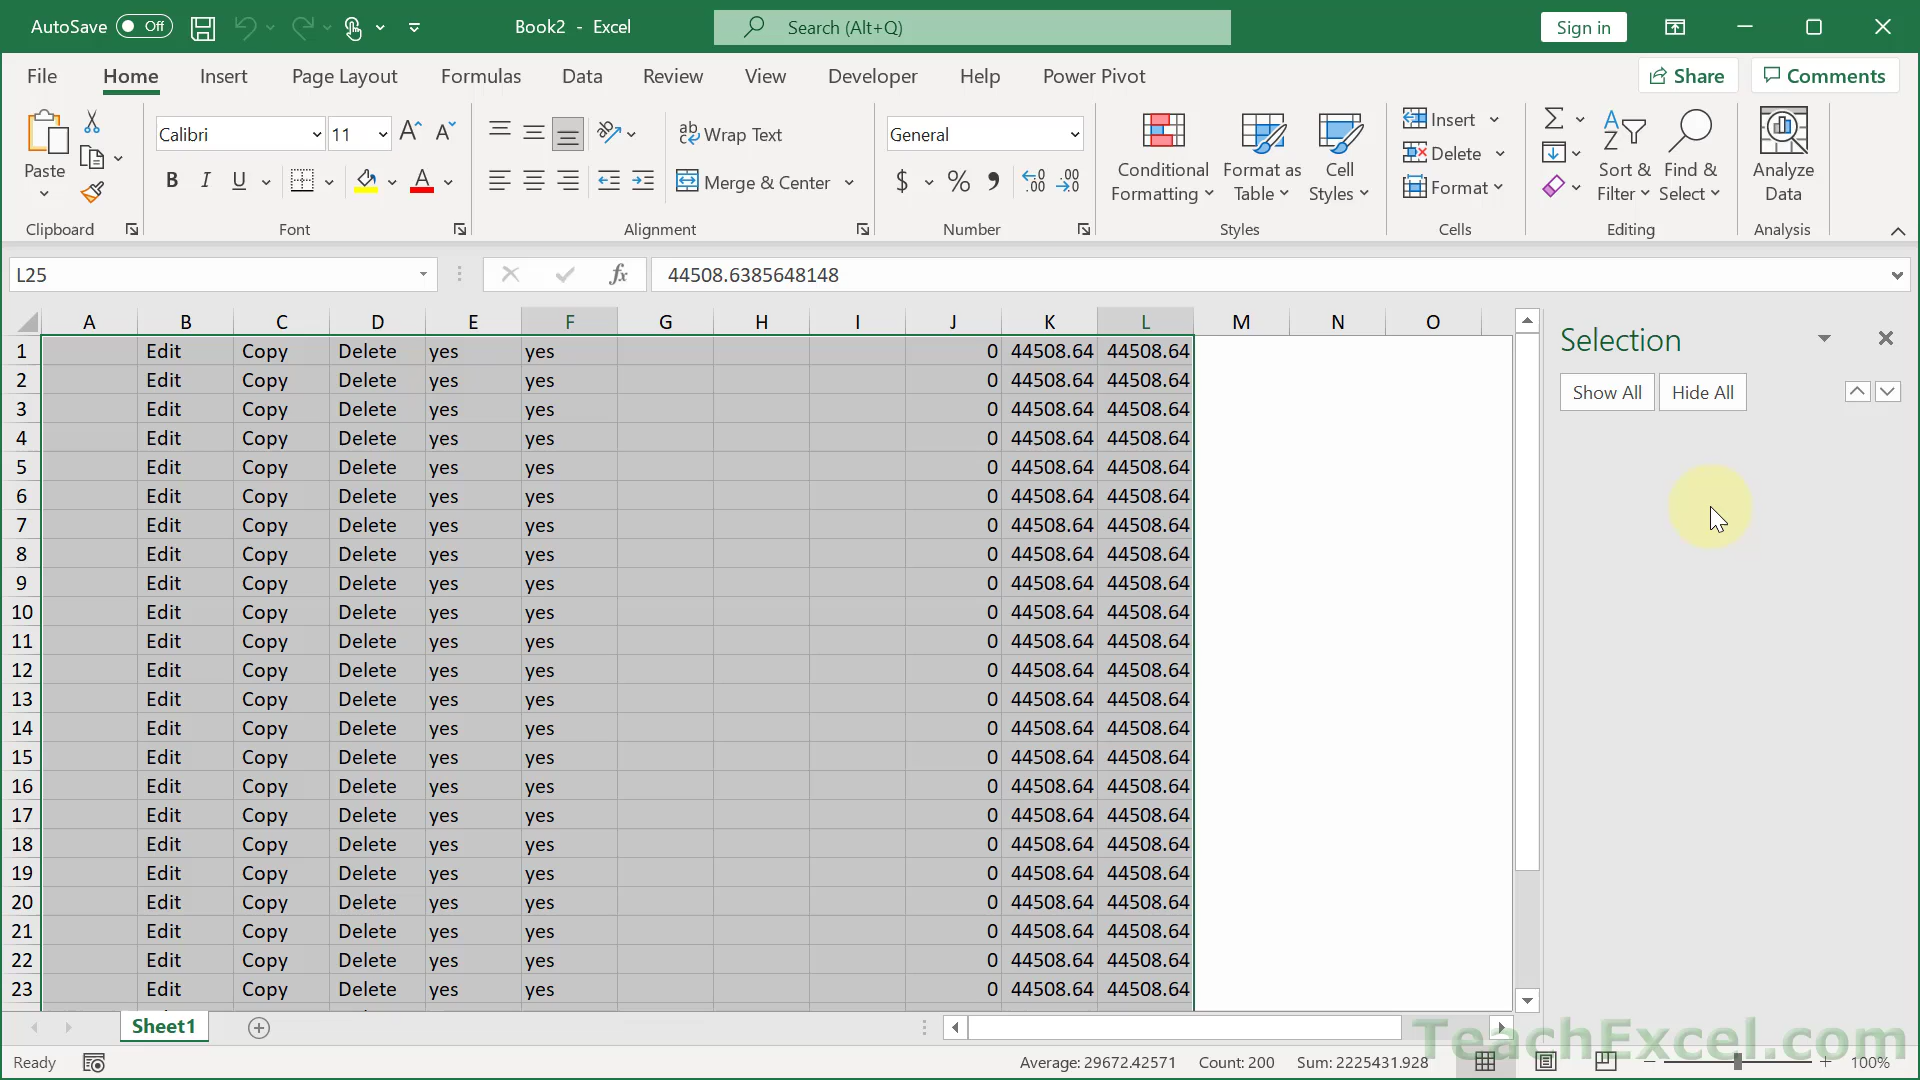 AutoSave Off Book2 - Excel Search (Alt+Q) Sign in
File Home Insert Page Layout Formulas Data Review View Developer Help Power Pivot Share Comments
Paste
Clipboard
Calibri 11
B I U A
Font
Wrap Text
Merge & Center
Alignment
General
$ % 9 .00
Number
Conditional Formatting
Format as Table
Cell Styles
Styles
Insert
Delete
Format
Cells
Sort & Filter
Find & Select
Editing
Analyze Data
Analysis
L25 fx 44508.6385648148
A B C D E F G H I J K L M N O
1 Edit Copy Delete yes yes 0 44508.64 44508.64
2 Edit Copy Delete yes yes 0 44508.64 44508.64
3 Edit Copy Delete yes yes 0 44508.64 44508.64
4 Edit Copy Delete yes yes 0 44508.64 44508.64
5 Edit Copy Delete yes yes 0 44508.64 44508.64
6 Edit Copy Delete yes yes 0 44508.64 44508.64
7 Edit Copy Delete yes yes 0 44508.64 44508.64
8 Edit Copy Delete yes yes 0 44508.64 44508.64
9 Edit Copy Delete yes yes 0 44508.64 44508.64
10 Edit Copy Delete yes yes 0 44508.64 44508.64
11 Edit Copy Delete yes yes 0 44508.64 44508.64
12 Edit Copy Delete yes yes 0 44508.64 44508.64
13 Edit Copy Delete yes yes 0 44508.64 44508.64
14 Edit Copy Delete yes yes 0 44508.64 44508.64
15 Edit Copy Delete yes yes 0 44508.64 44508.64
16 Edit Copy Delete yes yes 0 44508.64 44508.64
17 Edit Copy Delete yes yes 0 44508.64 44508.64
18 Edit Copy Delete yes yes 0 44508.64 44508.64
19 Edit Copy Delete yes yes 0 44508.64 44508.64
20 Edit Copy Delete yes yes 0 44508.64 44508.64
21 Edit Copy Delete yes yes 0 44508.64 44508.64
22 Edit Copy Delete yes yes 0 44508.64 44508.64
23 Edit Copy Delete yes yes 0 44508.64 44508.64
Selection
Show All Hide All
Sheet1
TeachExcel.com
Ready Average: 29672.42571 Count: 200 Sum: 2225431.928 100%